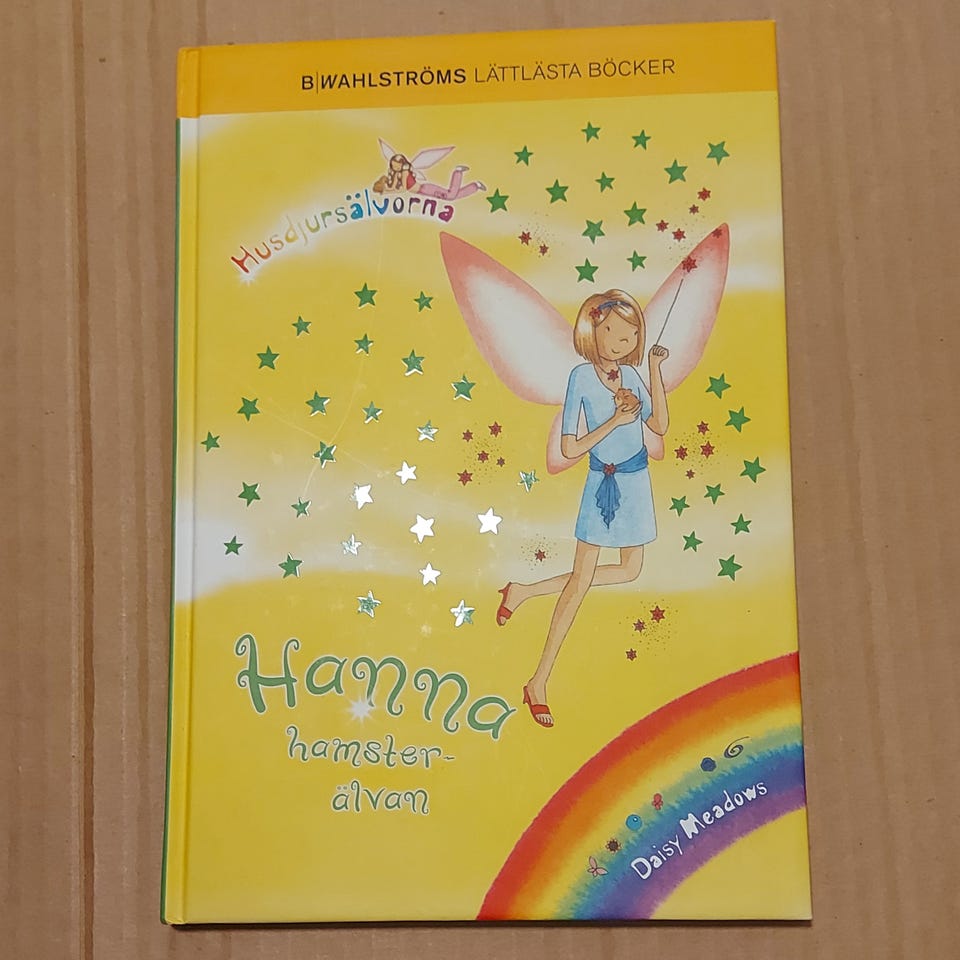 B|WAHLSTRÖMS LÄTTLÄSTA BÖCKER
Husdjursälvorna
Hanna
hamster-
älvan
Daisy Meadows